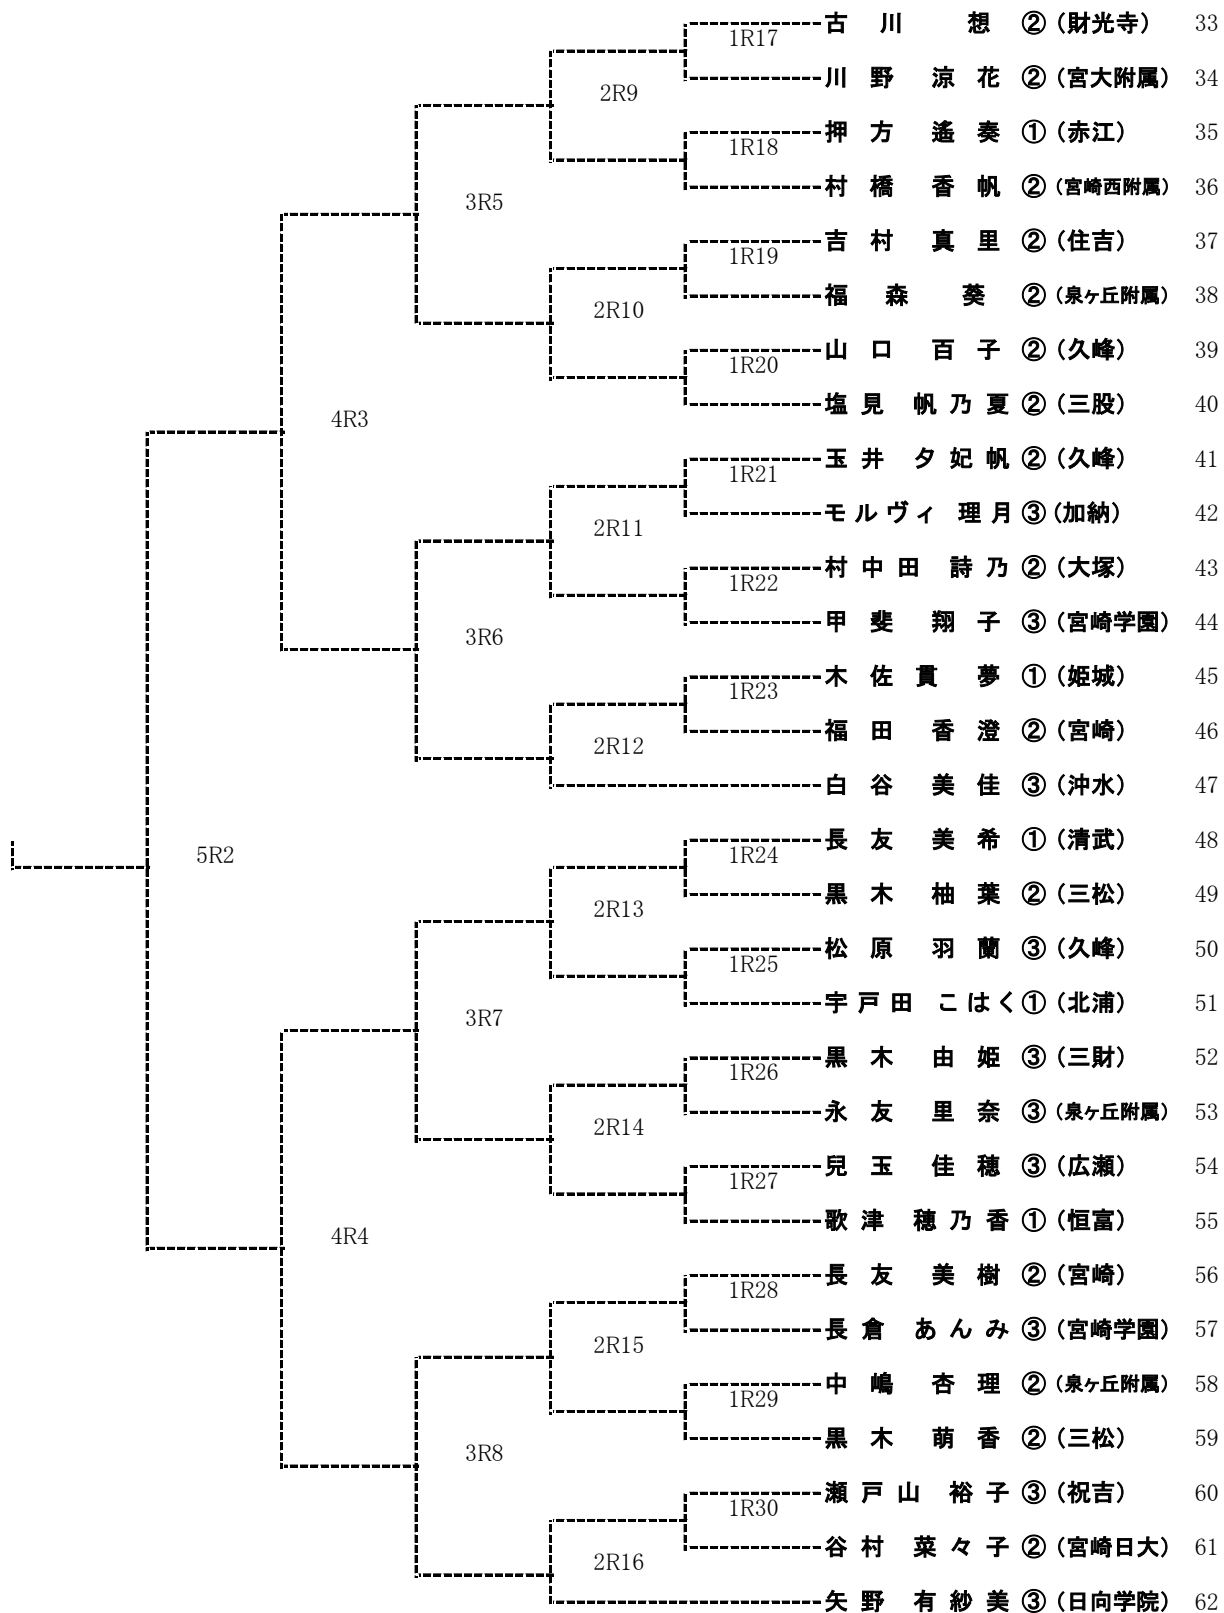 古川 想 ② (財光寺) 33
1R17
川野 涼花 ② (宮大附属) 34
2R9
押方 遙奏 ① (赤江) 35
1R18
村橋 香帆 ② (宮崎西附属) 36
3R5
吉村 真里 ② (住吉) 37
1R19
福森 葵 ② (泉ヶ丘附属) 38
2R10
山口 百子 ② (久峰) 39
1R20
塩見 帆乃夏 ② (三股) 40
4R3
玉井 夕妃帆 ② (久峰) 41
1R21
モルヴィ 理月 ③ (加納) 42
2R11
村中田 詩乃 ② (大塚) 43
1R22
甲斐 翔子 ③ (宮崎学園) 44
3R6
木佐貫 夢 ① (姫城) 45
1R23
福田 香澄 ② (宮崎) 46
2R12
白谷 美佳 ③ (沖水) 47
長友 美希 ① (清武) 48
5R2
1R24
黒木 柚葉 ② (三松) 49
2R13
松原 羽蘭 ③ (久峰) 50
1R25
宇戸田 こはく ① (北浦) 51
3R7
黒木 由姫 ③ (三財) 52
1R26
永友 里奈 ③ (泉ヶ丘附属) 53
2R14
兒玉 佳穂 ③ (広瀬) 54
1R27
歌津 穂乃香 ① (恒富) 55
4R4
長友 美樹 ② (宮崎) 56
1R28
長倉 あんみ ③ (宮崎学園) 57
2R15
中嶋 杏理 ② (泉ヶ丘附属) 58
1R29
黒木 萌香 ② (三松) 59
3R8
瀬戸山 裕子 ③ (祝吉) 60
1R30
谷村 菜々子 ② (宮崎日大) 61
2R16
矢野 有紗美 ③ (日向学院) 62